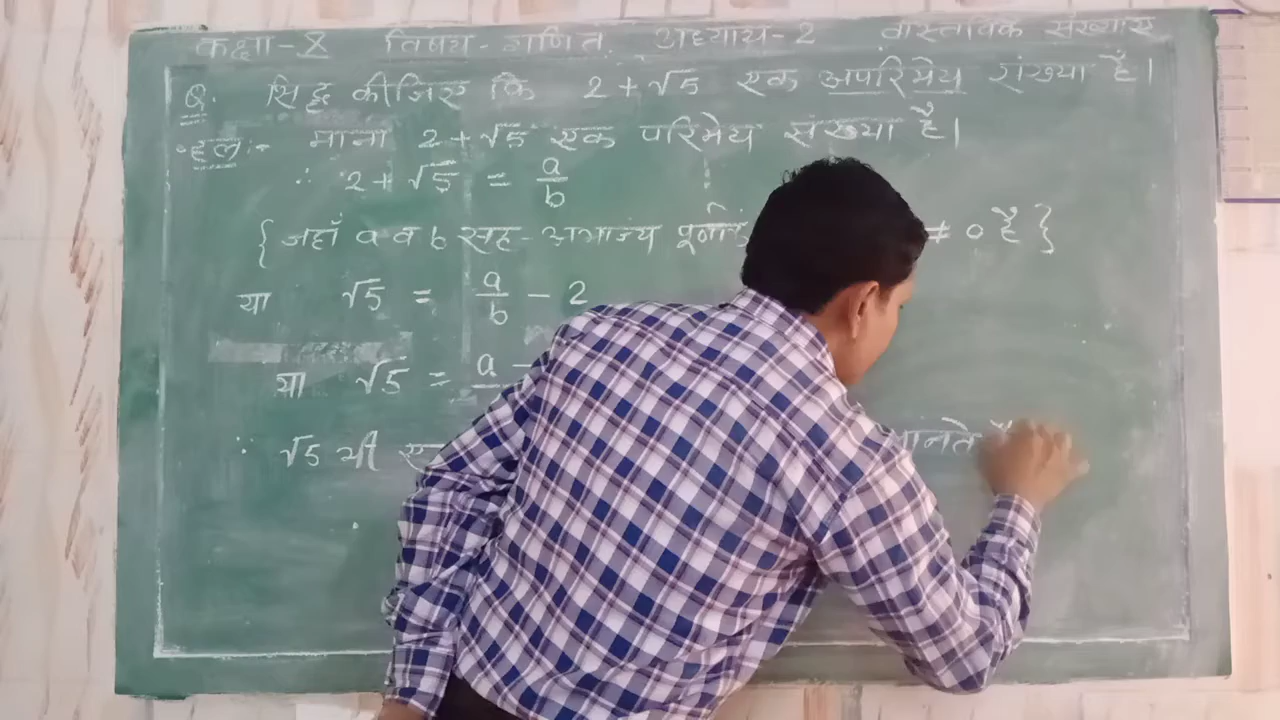 कक्षा-X विषय-गणित. अध्याय-2 वास्तविक संख्याएँ
Q. सिद्ध कीजिए कि 2+√5 एक अपरिमेय संख्या है।
हल:- माना 2+√5 एक परिमेय संख्या है।
∴ 2+√5 = a/b
{जहाँ a व b सह-अभाज्य ≠ 0 है}
या √5 = a/b - 2
या √5 = a -
∵ √5 भी